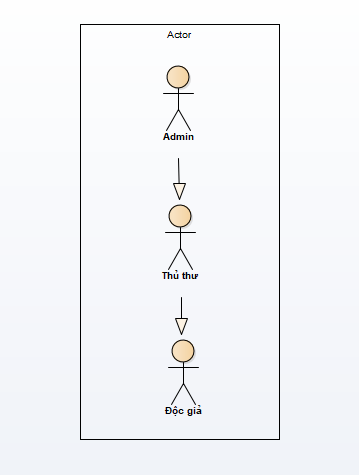 Actor
Admin
Thủ thư
Độc giả